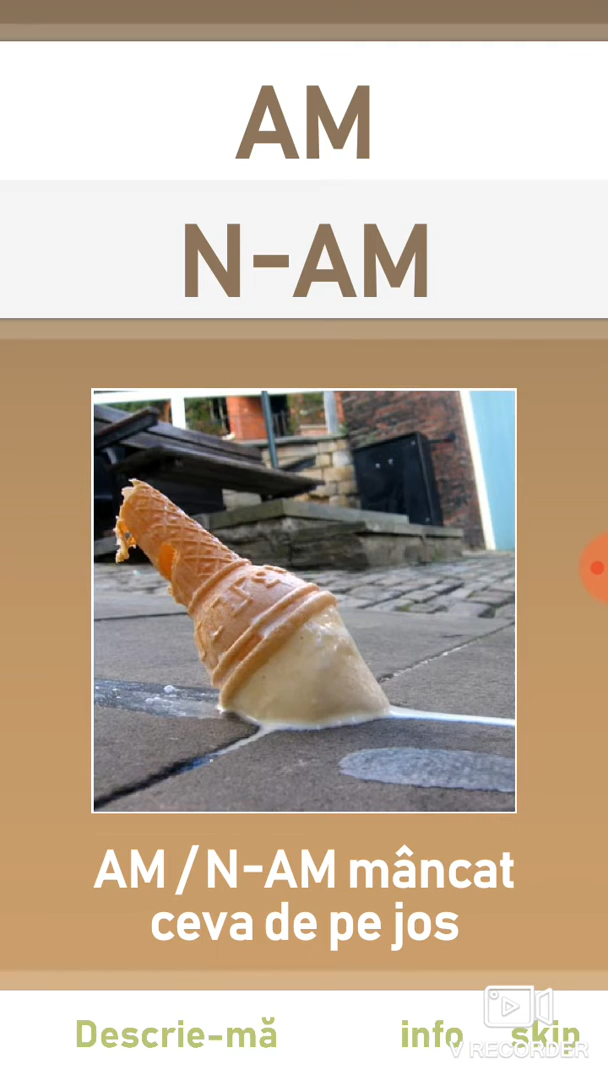 AM
N-AM
AM / N-AM mâncat
ceva de pe jos
Descrie-mă info skip
V RECORDER